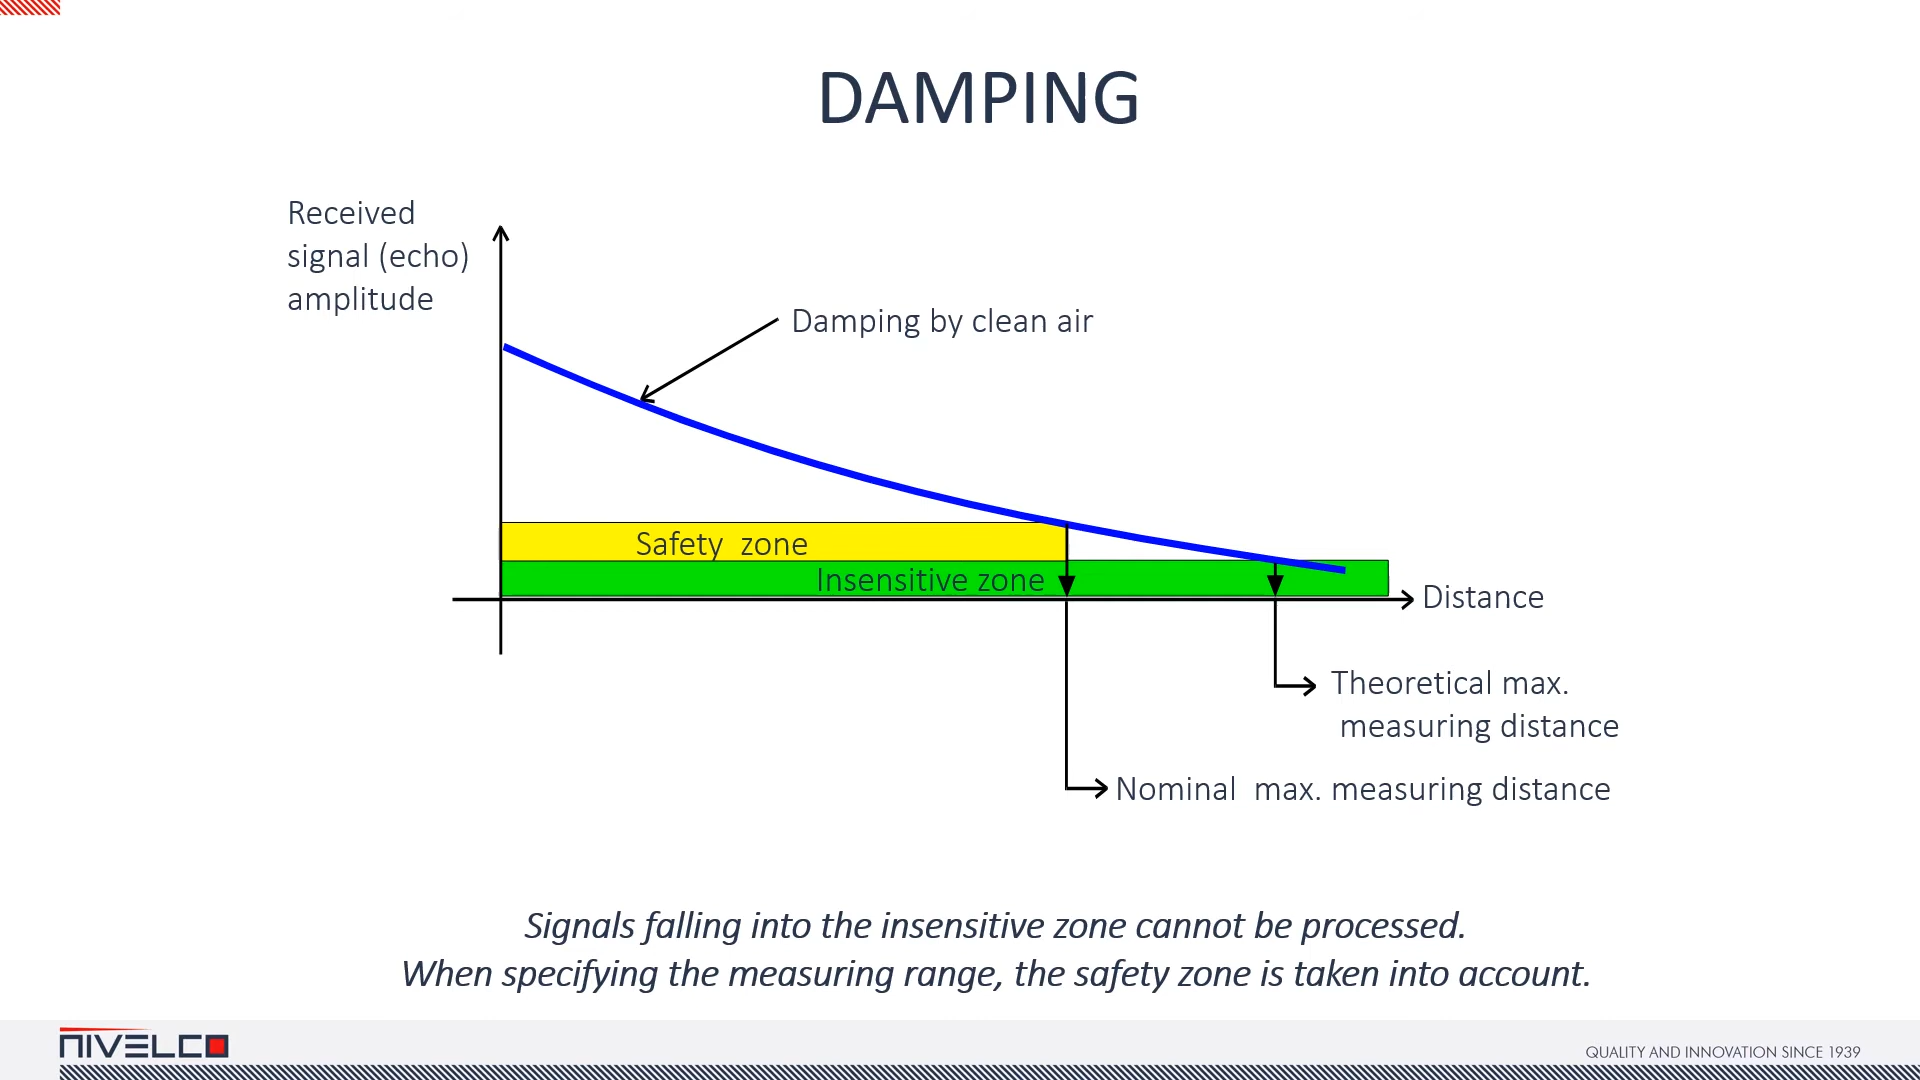 DAMPING
Received
signal (echo)
amplitude
Damping by clean air
Safety zone
Insensitive zone
Distance
Theoretical max.
measuring distance
Nominal max. measuring distance
Signals falling into the insensitive zone cannot be processed.
When specifying the measuring range, the safety zone is taken into account.
NIVELCO
QUALITY AND INNOVATION SINCE 1939